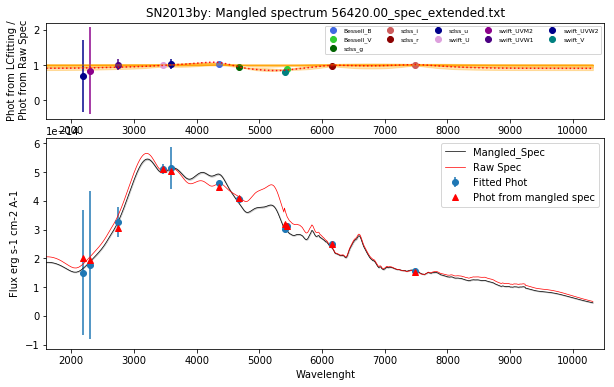 SN2013by: Mangled spectrum 56420.00_spec_extended.txt
Phot from LCfitting /
Phot from Raw Spec
2
1
0
Bessell_B
Bessell_V
sdss_g
sdss_i
sdss_r
sdss_u
swift_U
swift_UVM2
swift_UVW1
swift_UVW2
swift_V
2000 3000 4000 5000 6000 7000 8000 9000 10000
1e−14
Flux erg s-1 cm-2 A-1
6
5
4
3
2
1
0
−1
Mangled_Spec
Raw Spec
Fitted Phot
Phot from mangled spec
2000 3000 4000 5000 6000 7000 8000 9000 10000
Wavelenght